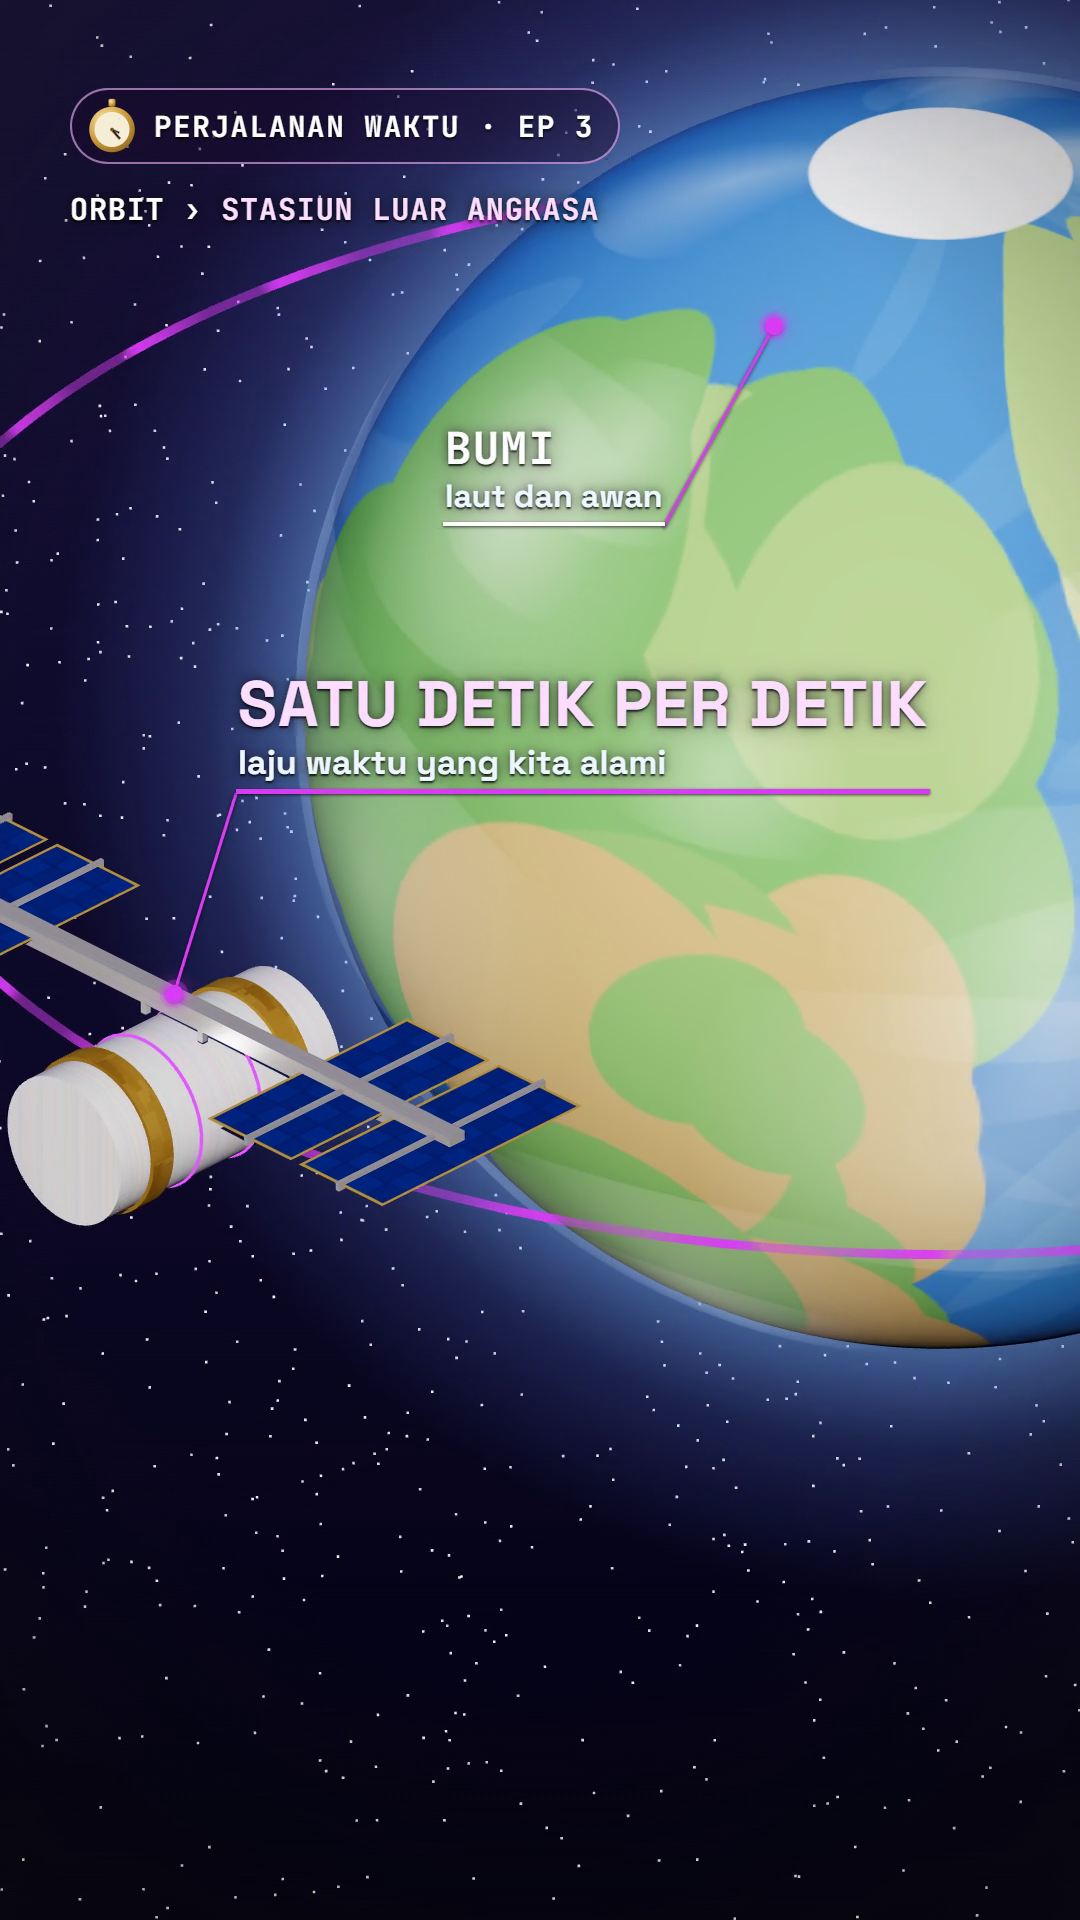 PERJALANAN WAKTU · EP 3
ORBIT › STASIUN LUAR ANGKASA
BUMI
laut dan awan
SATU DETIK PER DETIK
laju waktu yang kita alami